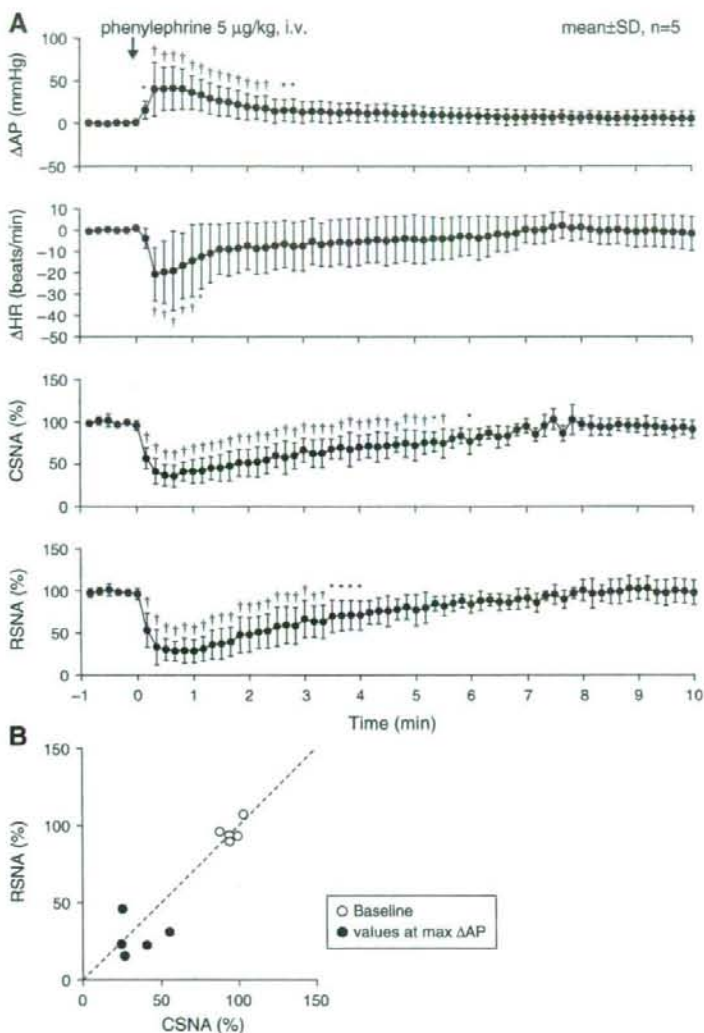 A
phenylephrine 5 µg/kg, i.v.
mean±SD, n=5
ΔAP (mmHg)
100
50
0
−50
ΔHR (beats/min)
10
0
−10
−20
−30
−40
−50
CSNA (%)
150
100
50
0
RSNA (%)
150
100
50
0
−1 0 1 2 3 4 5 6 7 8 9 10
Time (min)
B
RSNA (%)
150
100
50
0
0 50 100 150
CSNA (%)
Baseline
values at max ΔAP